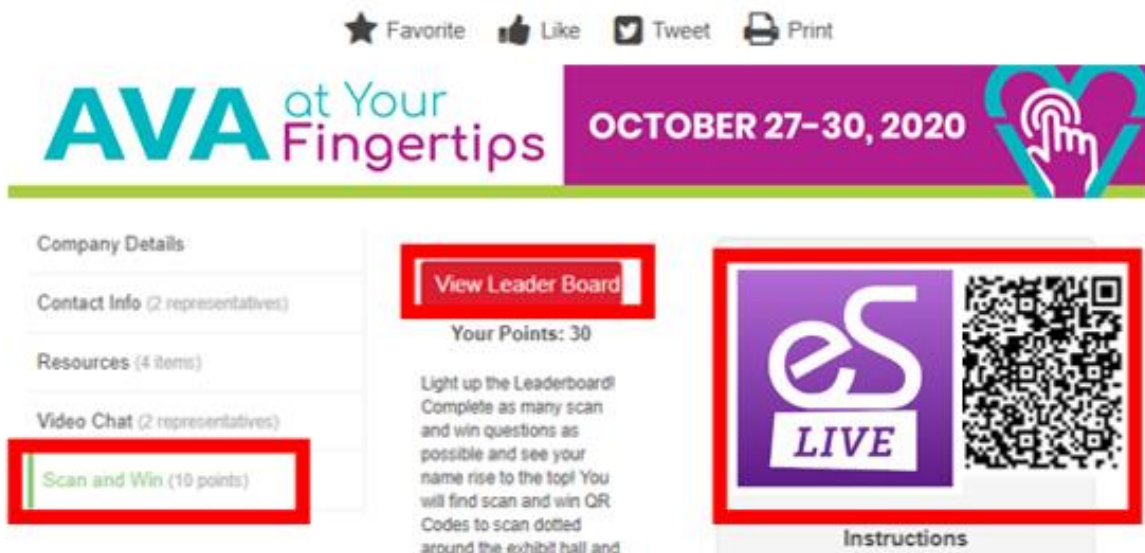 Favorite Like Tweet Print
AVA at Your Fingertips
OCTOBER 27-30, 2020
Company Details
Contact Info (2 representatives)
Resources (4 items)
Video Chat (2 representatives)
Scan and Win (10 points)
View Leader Board
Your Points: 30
Light up the Leaderboard!
Complete as many scan
and win questions as
possible and see your
name rise to the top! You
will find scan and win QR
Codes to scan dotted
around the exhibit hall and
eS
LIVE
Instructions